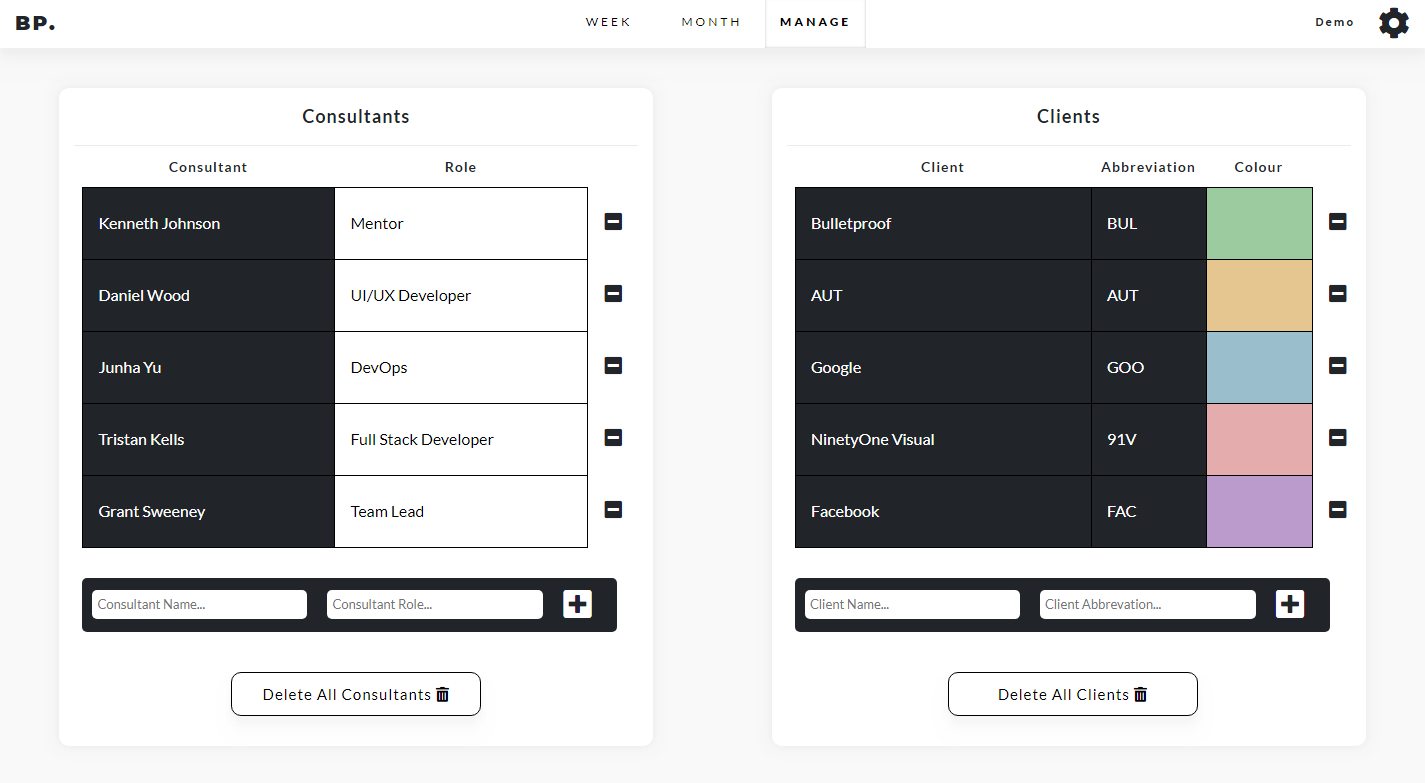 BP. WEEK MONTH MANAGE Demo
Consultants
Consultant Role
Kenneth Johnson Mentor
Daniel Wood UI/UX Developer
Junha Yu DevOps
Tristan Kells Full Stack Developer
Grant Sweeney Team Lead
Consultant Name... Consultant Role...
Delete All Consultants
Clients
Client Abbreviation Colour
Bulletproof BUL
AUT AUT
Google GOO
NinetyOne Visual 91V
Facebook FAC
Client Name... Client Abbrevation...
Delete All Clients